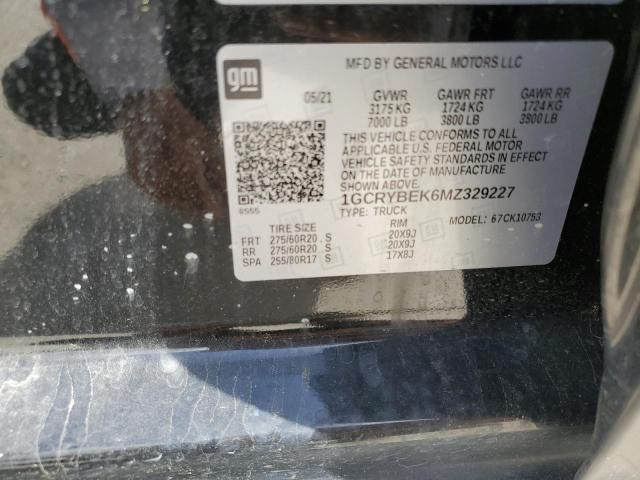 gm
MFD BY GENERAL MOTORS LLC
05/21 GVWR GAWR FRT GAWR RR
3175 KG 1724 KG 1724 KG
7000 LB 3800 LB 3800 LB
THIS VEHICLE CONFORMS TO ALL
APPLICABLE U.S. FEDERAL MOTOR
VEHICLE SAFETY STANDARDS IN EFFECT
ON THE DATE OF MANUFACTURE
SHOWN ABOVE.
1GCRYBEK6MZ329227
TYPE: TRUCK
MODEL: 67CK10753
8555
TIRE SIZE RIM
FRT 275/60R20 S 20X9J
RR 275/60R20 S 20X9J
SPA 255/80R17 S 17X8J